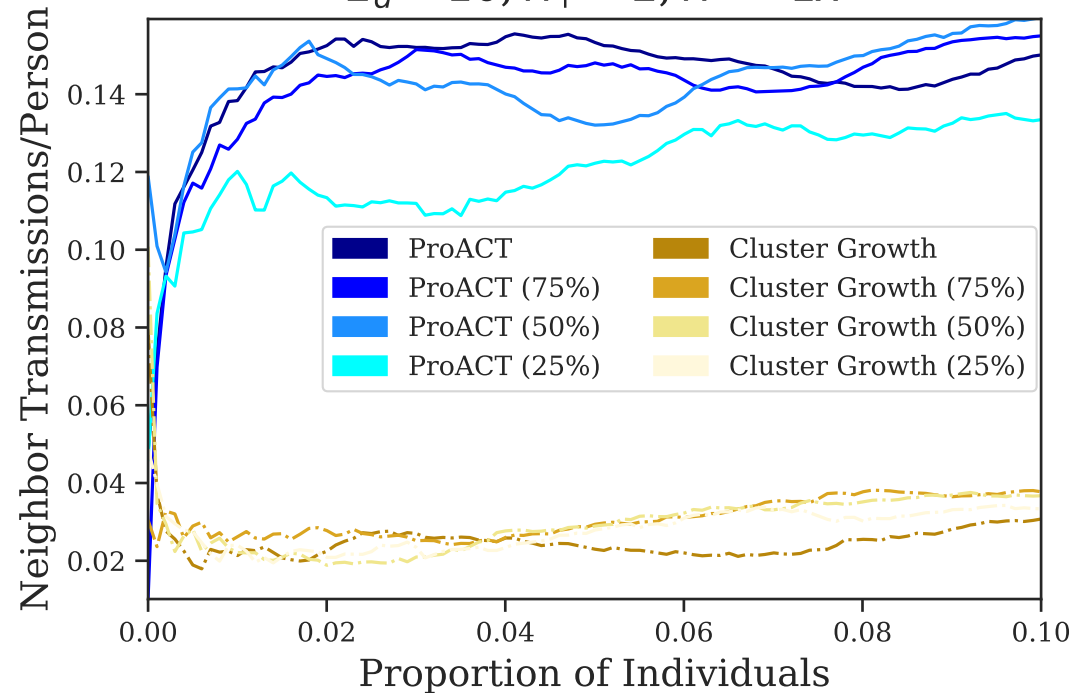 Neighbor Transmissions/Person
0.14
0.12
0.10
0.08
0.06
0.04
0.02
ProACT
ProACT (75%)
ProACT (50%)
ProACT (25%)
Cluster Growth
Cluster Growth (75%)
Cluster Growth (50%)
Cluster Growth (25%)
0.00 0.02 0.04 0.06 0.08 0.10
Proportion of Individuals